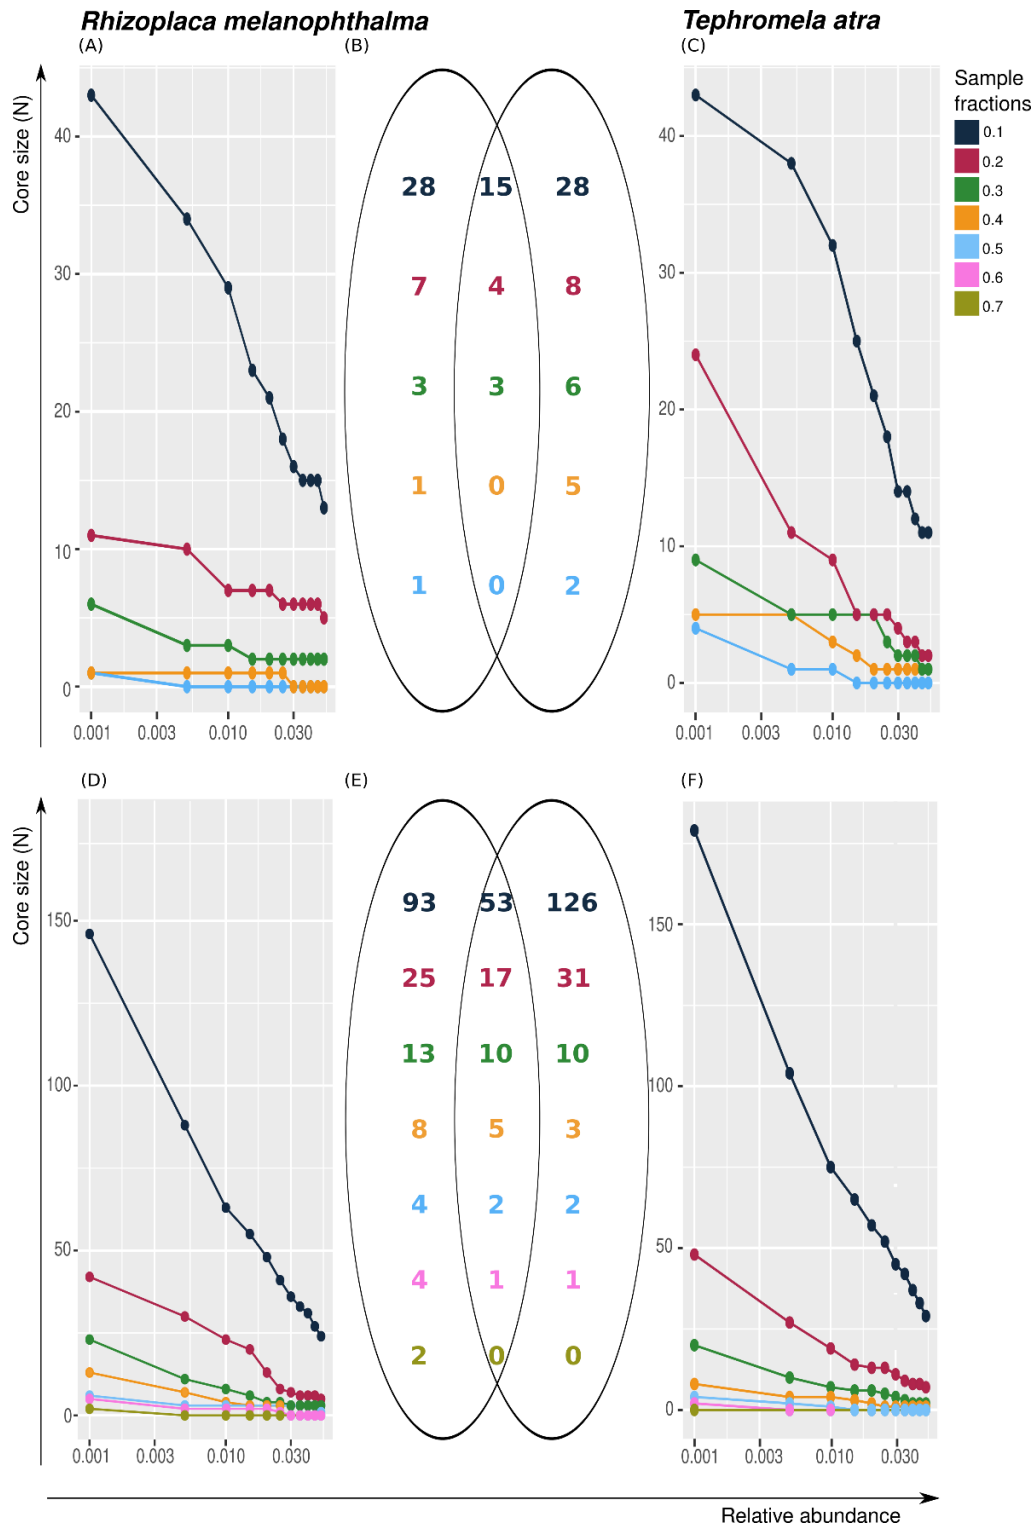 Rhizoplaca melanophthalma
Tephromela atra
(A)
(B)
(C)
Core size (N)
40
30
20
10
0
0.001 0.003 0.010 0.030
28 15 28
7 4 8
3 3 6
1 0 5
1 0 2
40
30
20
10
0
0.001 0.003 0.010 0.030
Sample
fractions
0.1
0.2
0.3
0.4
0.5
0.6
0.7
(D)
(E)
(F)
Core size (N)
150
100
50
0
0.001 0.003 0.010 0.030
93 53 126
25 17 31
13 10 10
8 5 3
4 2 2
4 1 1
2 0 0
150
100
50
0
0.001 0.003 0.010 0.030
Relative abundance